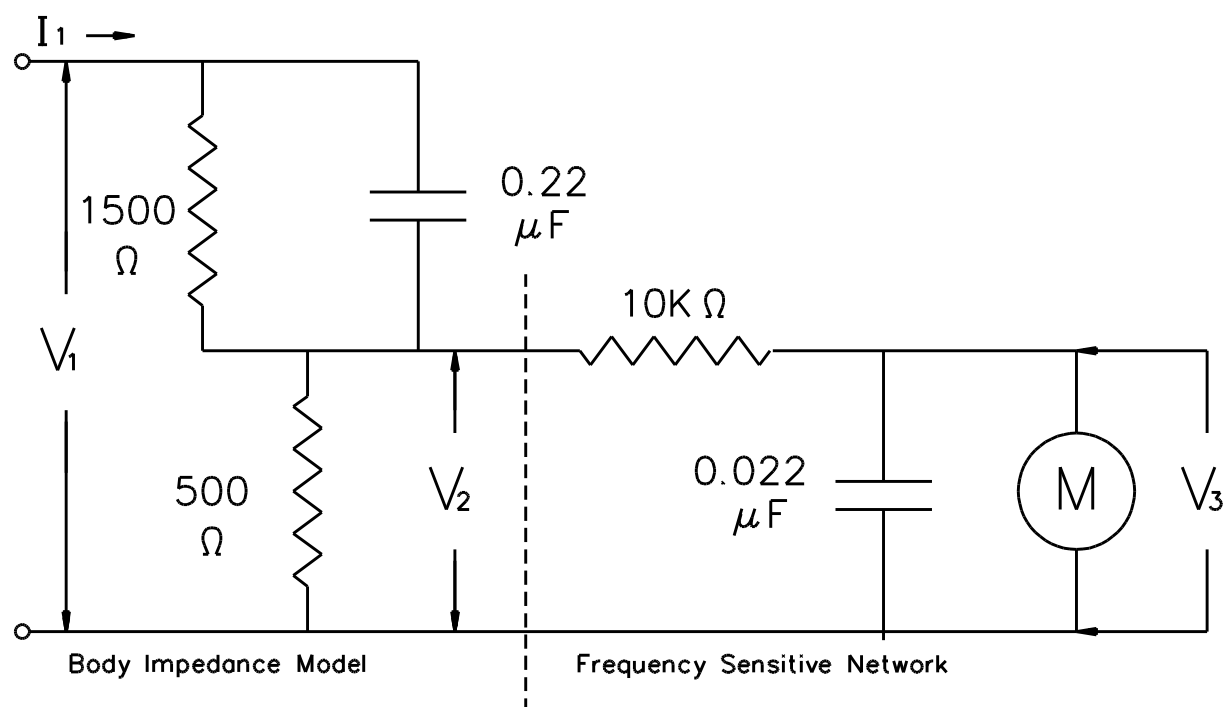 I1
1500
Ω
0.22
μF
10K Ω
V1
500
Ω
V2
0.022
μF
M
V3
Body Impedance Model
Frequency Sensitive Network